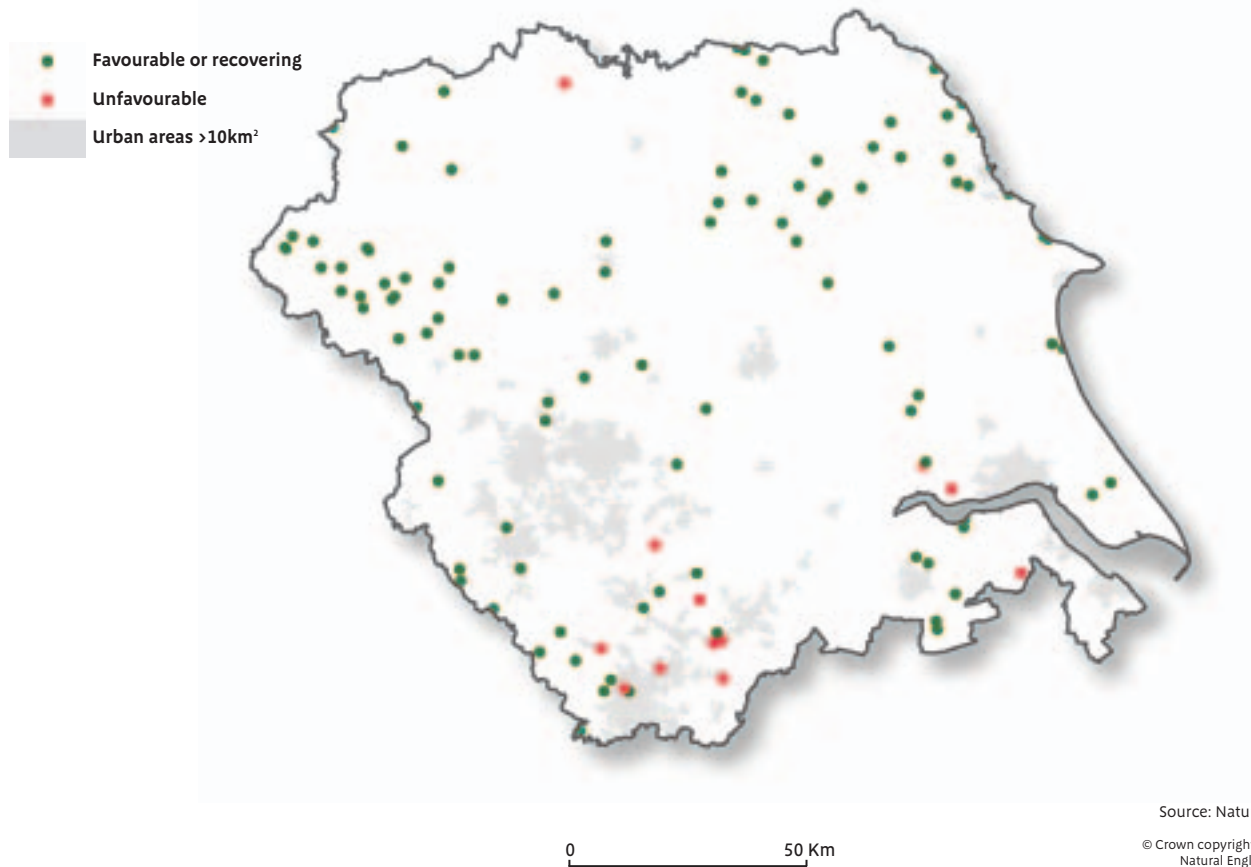 Favourable or recovering
Unfavourable
Urban areas >10km²
Source: Natu
© Crown copyrigh
Natural Engl
0 50 Km